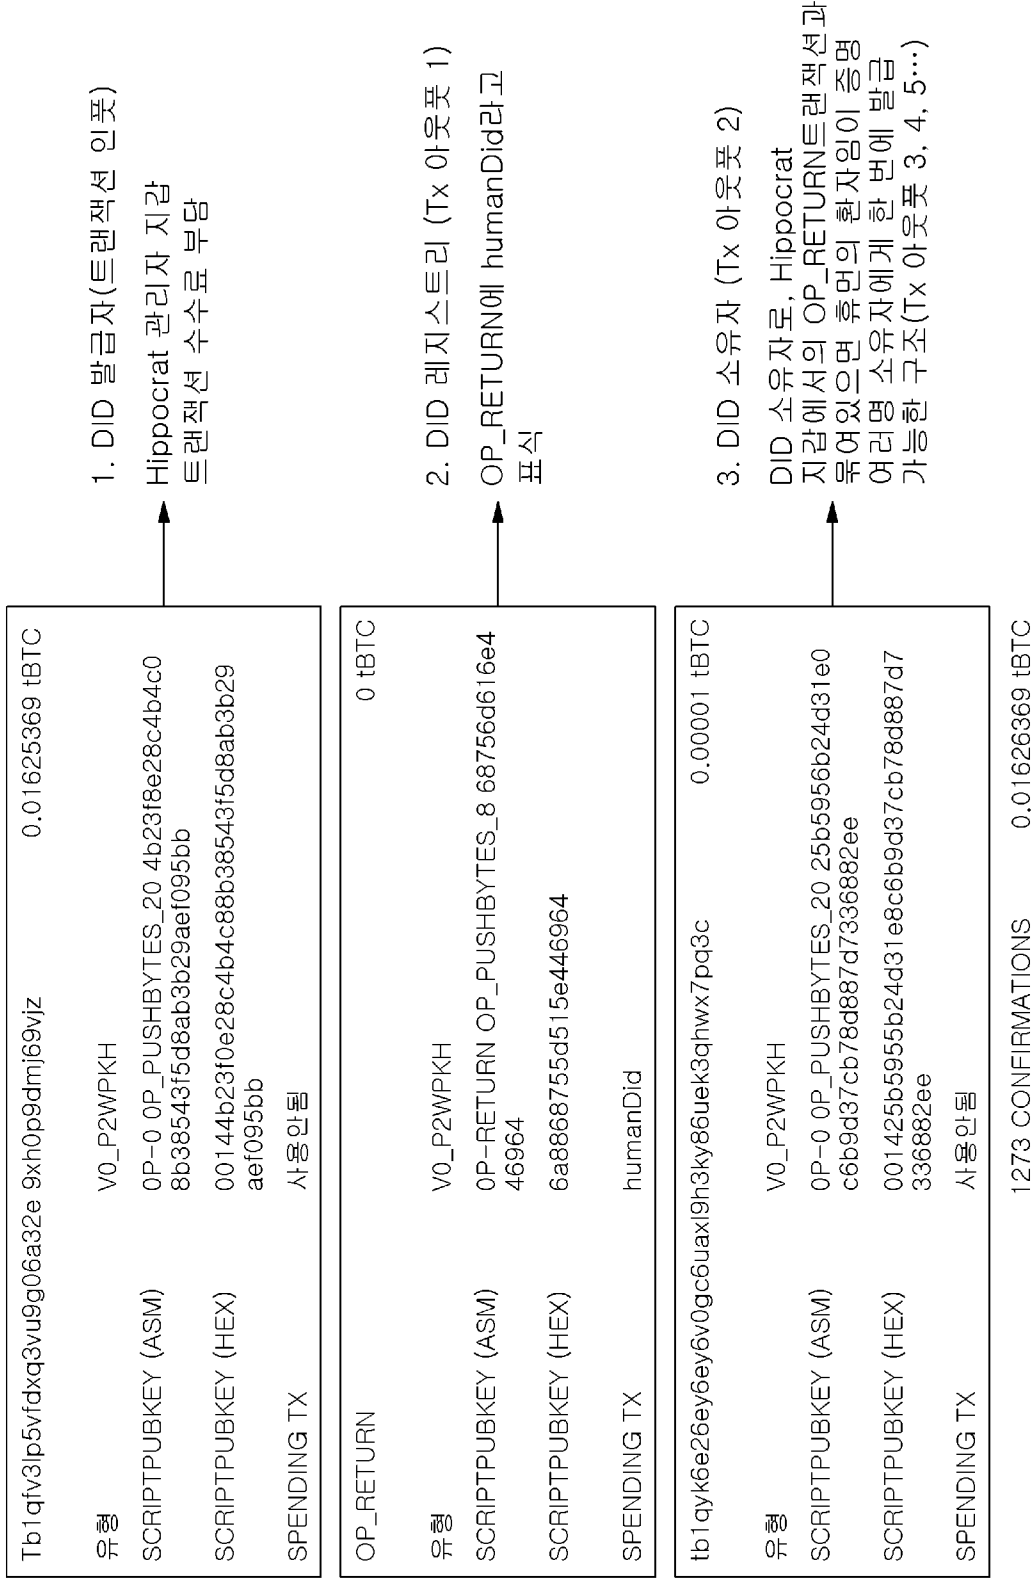 Tb1qfv3lp5vfdxq3vu9g06a32e 9xh0p9dmj69vjz 0.01625369 tBTC
유형 V0_P2WPKH
SCRIPTPUBKEY (ASM) 0P-0 0P_PUSHBYTES_20 4b23f8e28c4b4c0
8b38543f5d8ab3b29aef095bb
SCRIPTPUBKEY (HEX) 00144b23f0e28c4b4c88b38543f5d8ab3b29
aef095bb
SPENDING TX 사용안됨
1. DID 발급자(트랜잭션 인풋)
Hippocrat 관리자 지갑
트랜잭션 수수료 부담
OP_RETURN 0 tBTC
유형 V0_P2WPKH
SCRIPTPUBKEY (ASM) 0P-RETURN OP_PUSHBYTES_8 68756d616e4
46964
SCRIPTPUBKEY (HEX) 6a8868755d515e446964
SPENDING TX humanDid
2. DID 레지스트리 (Tx 아웃풋 1)
OP_RETURN에 humanDid라고
표식
tb1qyk6e26ey6ey6v0gc6uaxl9h3ky86uek3qhwx7pq3c 0.00001 tBTC
유형 V0_P2WPKH
SCRIPTPUBKEY (ASM) 0P-0 0P_PUSHBYTES_20 25b5956b24d31e0
c6b9d37cb78d887d7336882ee
SCRIPTPUBKEY (HEX) 001425b5955b24d31e8c6b9d37cb78d887d7
336882ee
SPENDING TX 사용안됨
3. DID 소유자 (Tx 아웃풋 2)
DID 소유자로, Hippocrat
지갑에서의 OP_RETURN트랜잭션과
묶여있으면 휴먼의 환자임이 증명
여러명 소유자에게 한 번에 발급
가능한 구조(Tx 아웃풋 3, 4, 5…)
1273 CONFIRMATIONS 0.01626369 tBTC